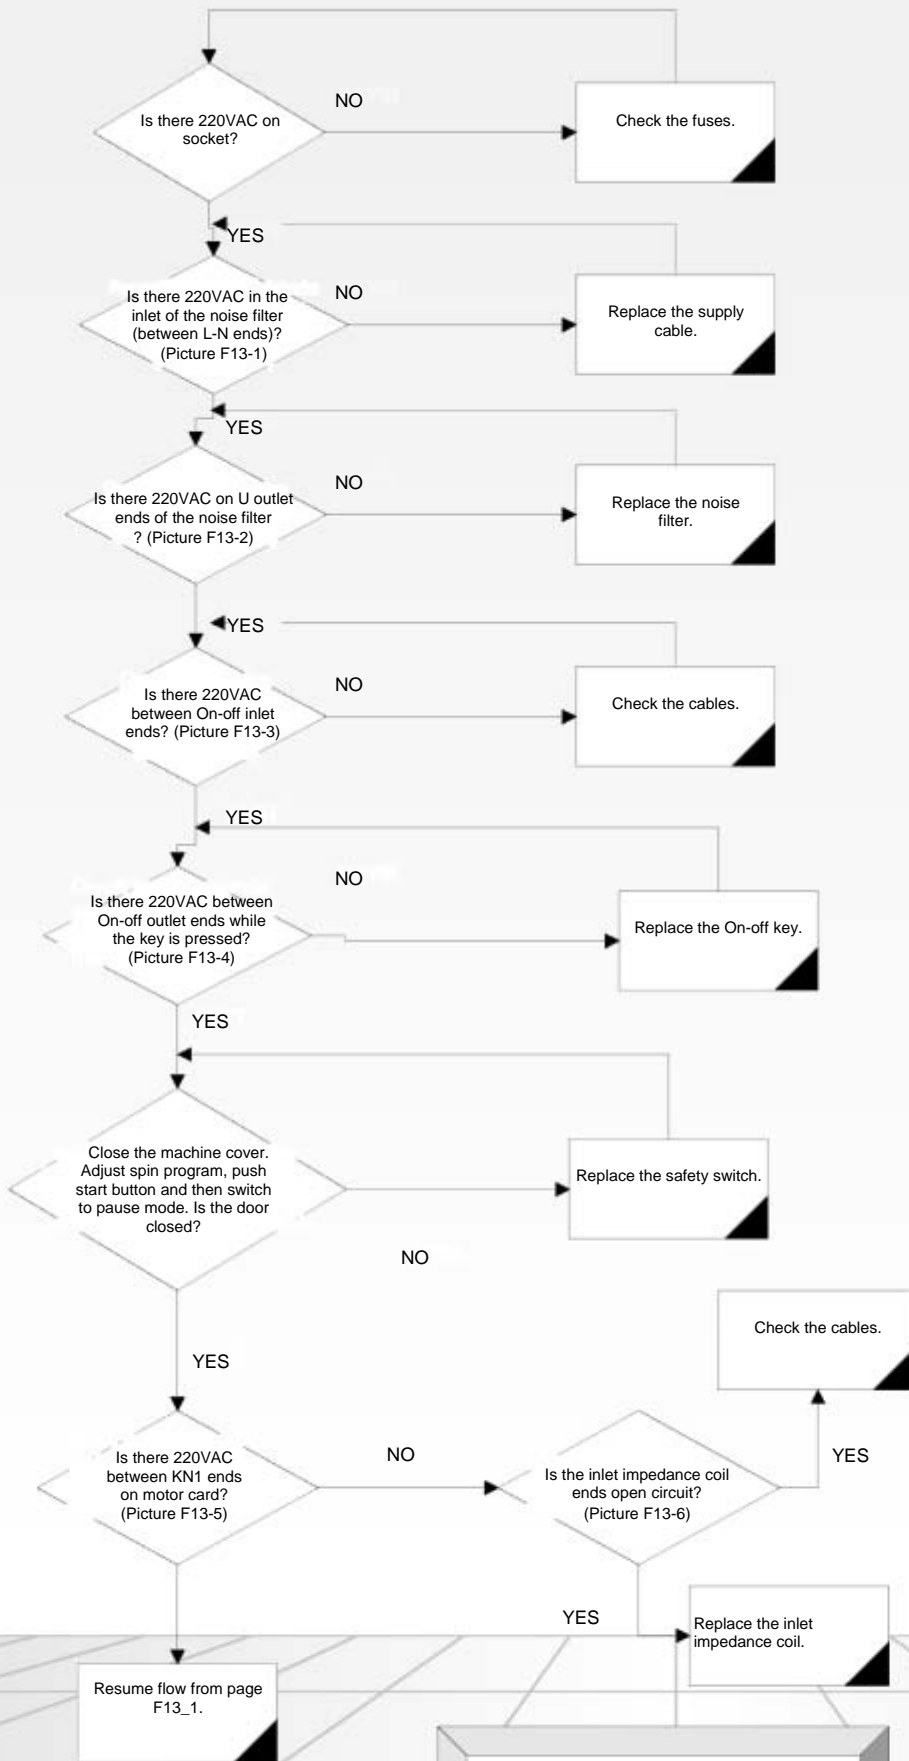 Is there 220VAC on
socket?
NO
Check the fuses.
YES
Is there 220VAC in the
inlet of the noise filter
(between L-N ends)?
(Picture F13-1)
NO
Replace the supply
cable.
YES
Is there 220VAC on U outlet
ends of the noise filter
? (Picture F13-2)
NO
Replace the noise
filter.
YES
Is there 220VAC
between On-off inlet
ends? (Picture F13-3)
NO
Check the cables.
YES
Is there 220VAC between
On-off outlet ends while
the key is pressed?
(Picture F13-4)
NO
Replace the On-off key.
YES
Close the machine cover.
Adjust spin program, push
start button and then switch
to pause mode. Is the door
closed?
Replace the safety switch.
NO
YES
Is there 220VAC
between KN1 ends
on motor card?
(Picture F13-5)
NO
Is the inlet impedance coil
ends open circuit?
(Picture F13-6)
YES
Check the cables.
YES
Replace the inlet
impedance coil.
Resume flow from page
F13_1.